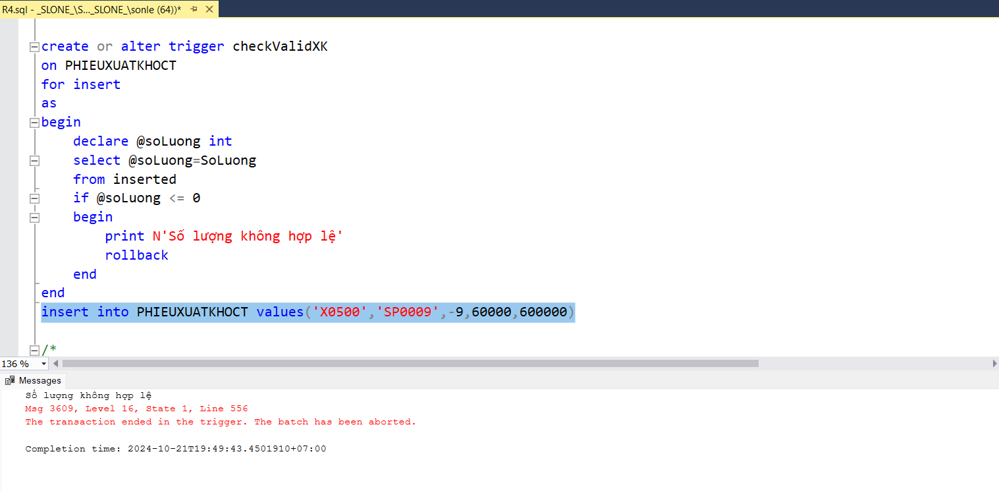 R4.sql - _SLONE_\S..._SLONE_\sonle (64))*
create or alter trigger checkValidXK
on PHIEUXUATKHOCT
for insert
as
begin
declare @soLuong int
select @soLuong=SoLuong
from inserted
if @soLuong <= 0
begin
print N'Số lượng không hợp lệ'
rollback
end
end
insert into PHIEUXUATKHOCT values('X0500','SP0009',-9,60000,600000)
/*
136 %
Messages
Số lượng không hợp lệ
Msg 3609, Level 16, State 1, Line 556
The transaction ended in the trigger. The batch has been aborted.
Completion time: 2024-10-21T19:49:43.4501910+07:00